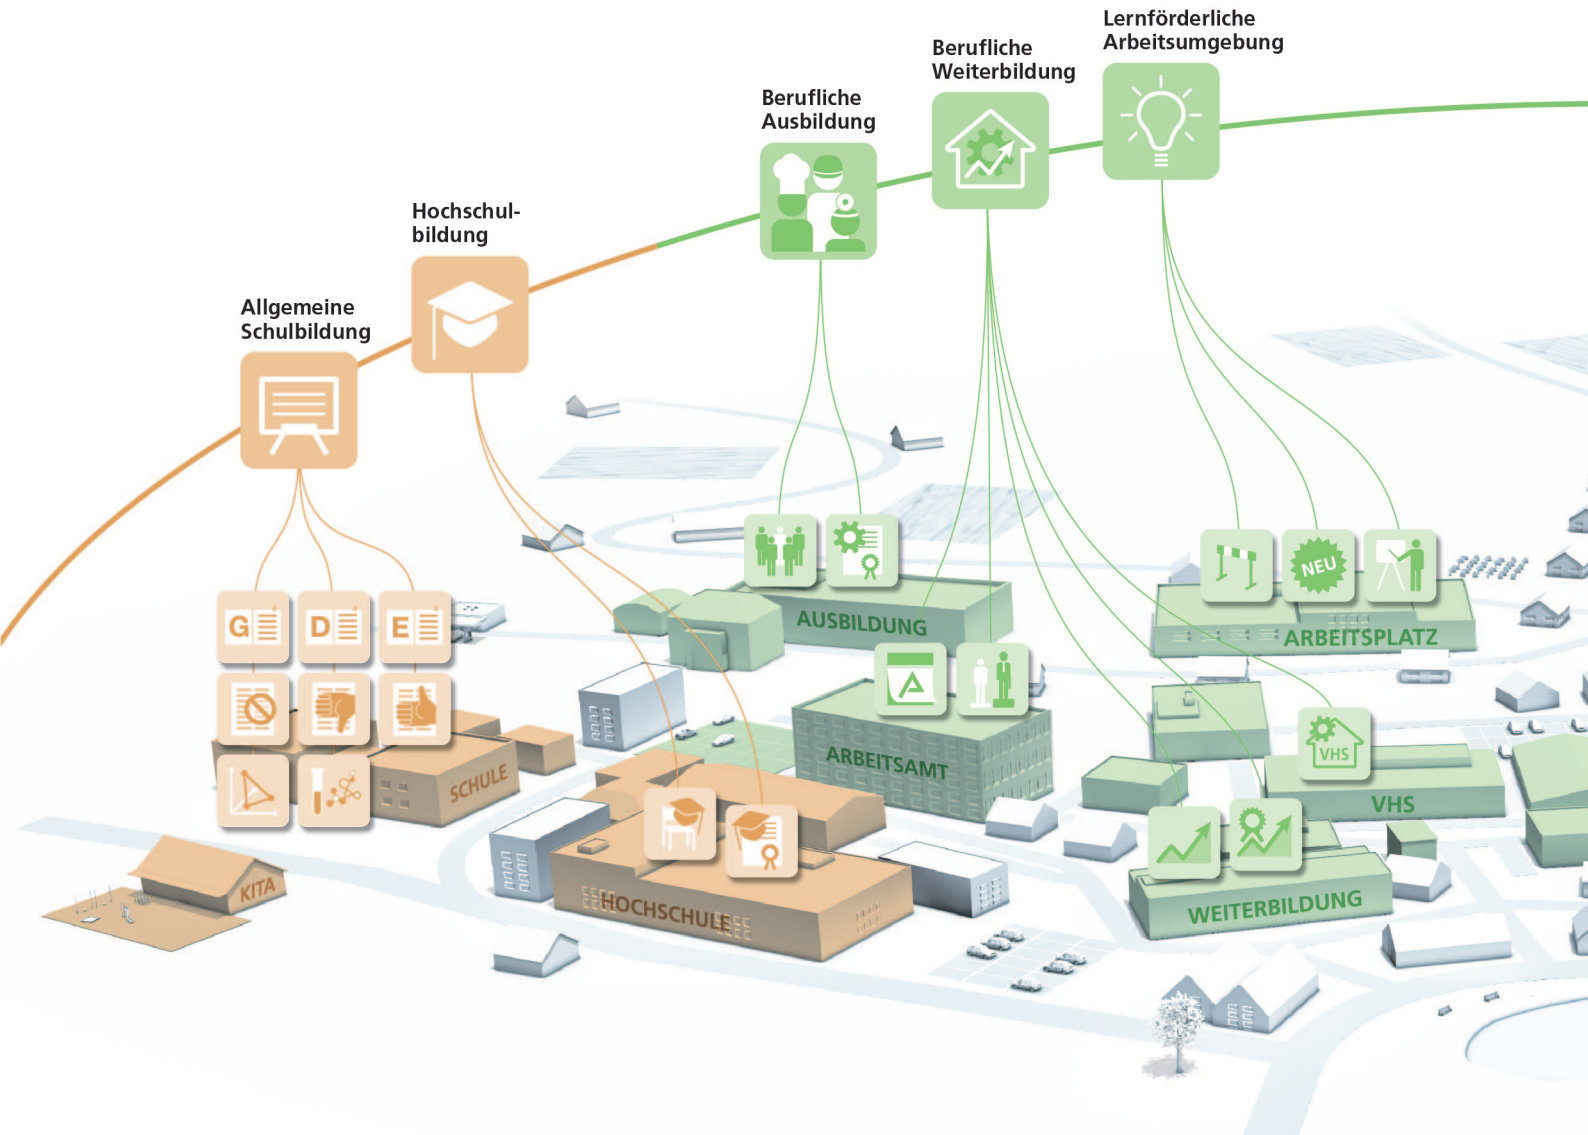 Lernförderliche
Arbeitsumgebung
Berufliche
Weiterbildung
Berufliche
Ausbildung
Hochschul-
bildung
Allgemeine
Schulbildung
G
D
E
NEU
AUSBILDUNG
ARBEITSPLATZ
ARBEITSAMT
SCHULE
VHS
VHS
KITA
HOCHSCHULE
WEITERBILDUNG